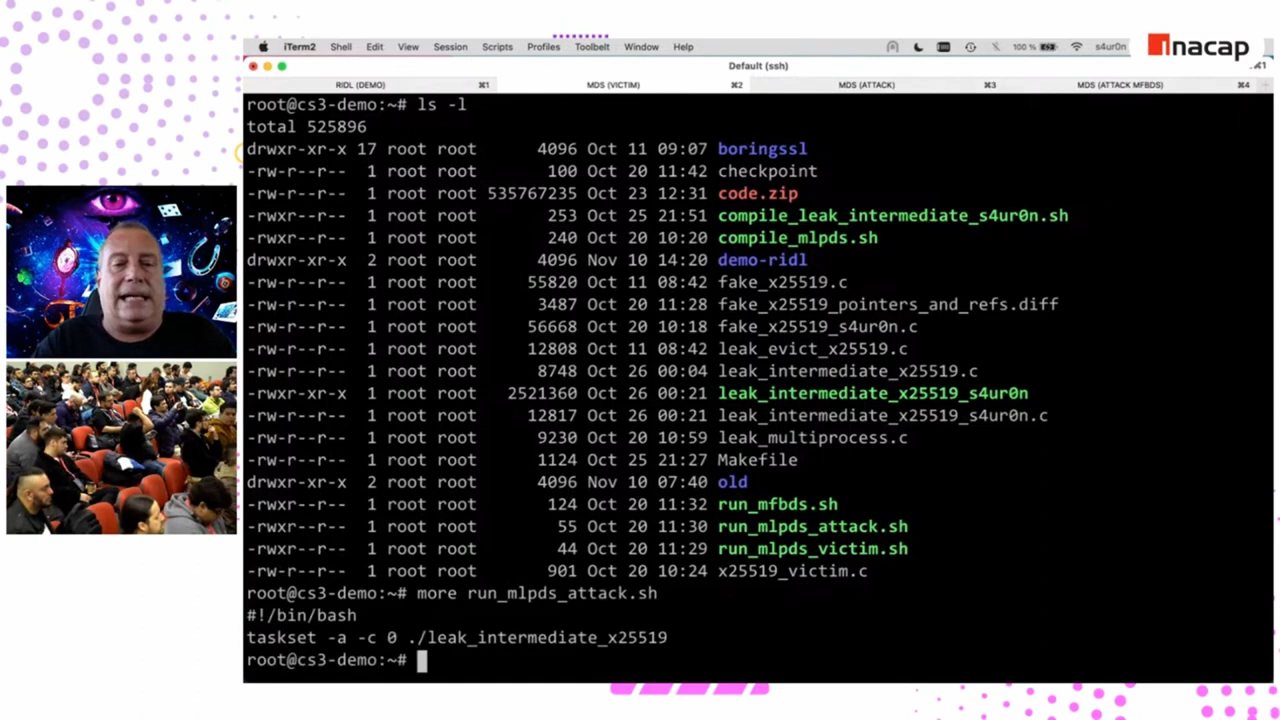 iTerm2 Shell Edit View Session Scripts Profiles Toolbelt Window Help 100 % s4ur0n
inacap
Default (ssh) ⌘1
RIDL (DEMO) ⌘1 MDS (VICTIM) ⌘2 MDS (ATTACK) ⌘3 MDS (ATTACK MFBDS) ⌘4
root@cs3-demo:~# ls -l
total 525896
drwxr-xr-x 17 root root 4096 Oct 11 09:07 boringssl
-rw-r--r-- 1 root root 100 Oct 20 11:42 checkpoint
-rw-r--r-- 1 root root 535767235 Oct 23 12:31 code.zip
-rwxr--r-- 1 root root 253 Oct 25 21:51 compile_leak_intermediate_s4ur0n.sh
-rwxr--r-- 1 root root 240 Oct 20 10:20 compile_mlpds.sh
drwxr-xr-x 2 root root 4096 Nov 10 14:20 demo-ridl
-rw-r--r-- 1 root root 55820 Oct 11 08:42 fake_x25519.c
-rw-r--r-- 1 root root 3487 Oct 20 11:28 fake_x25519_pointers_and_refs.diff
-rw-r--r-- 1 root root 56668 Oct 20 10:18 fake_x25519_s4ur0n.c
-rw-r--r-- 1 root root 12808 Oct 11 08:42 leak_evict_x25519.c
-rw-r--r-- 1 root root 8748 Oct 26 00:04 leak_intermediate_x25519.c
-rwxr-xr-x 1 root root 2521360 Oct 26 00:21 leak_intermediate_x25519_s4ur0n
-rw-r--r-- 1 root root 12817 Oct 26 00:21 leak_intermediate_x25519_s4ur0n.c
-rw-r--r-- 1 root root 9230 Oct 20 10:59 leak_multiprocess.c
-rw-r--r-- 1 root root 1124 Oct 25 21:27 Makefile
drwxr-xr-x 2 root root 4096 Nov 10 07:40 old
-rwxr--r-- 1 root root 124 Oct 20 11:32 run_mfbds.sh
-rwxr--r-- 1 root root 55 Oct 20 11:30 run_mlpds_attack.sh
-rwxr--r-- 1 root root 44 Oct 20 11:29 run_mlpds_victim.sh
-rw-r--r-- 1 root root 901 Oct 20 10:24 x25519_victim.c
root@cs3-demo:~# more run_mlpds_attack.sh
#!/bin/bash
taskset -a -c 0 ./leak_intermediate_x25519
root@cs3-demo:~#